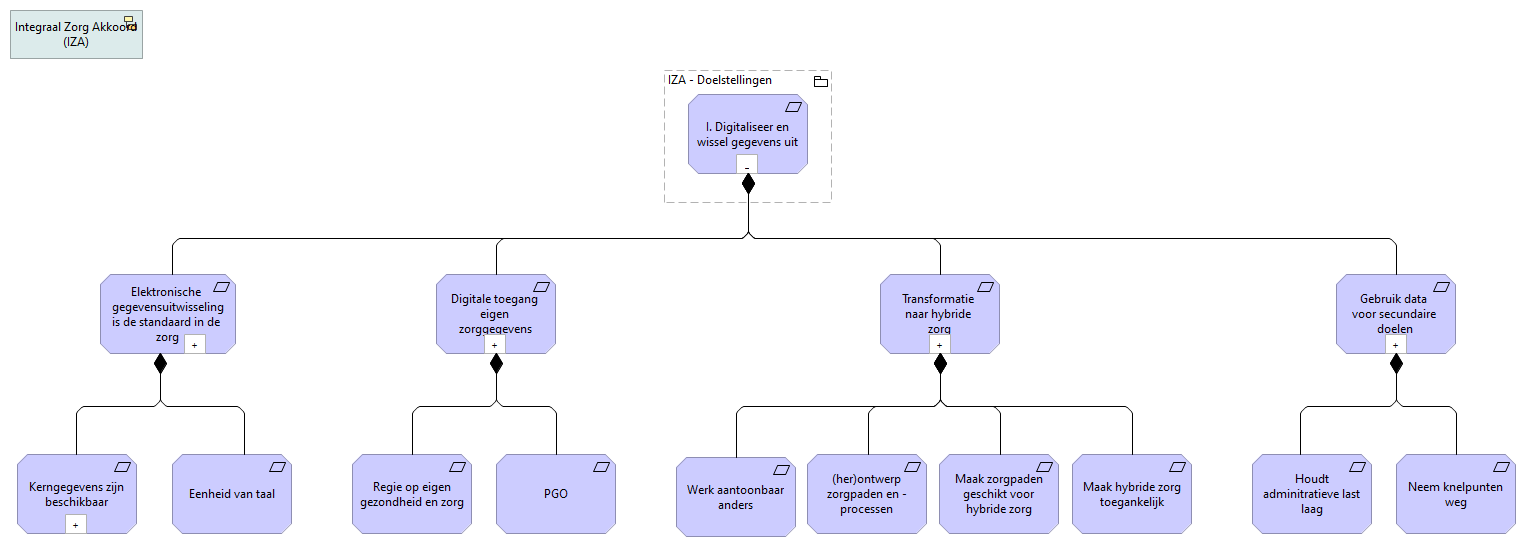 Integraal Zorg Akkoord
(IZA)
IZA - Doelstellingen
I. Digitaliseer en
wissel gegevens uit
-
Elektronische
gegevensuitwisseling
is de standaard in de
zorg
+
Digitale toegang
eigen
zorggegevens
+
Transformatie
naar hybride
zorg
+
Gebruik data
voor secundaire
doelen
+
Kerngegevens zijn
beschikbaar
+
Eenheid van taal
Regie op eigen
gezondheid en zorg
PGO
Werk aantoonbaar
anders
(her)ontwerp
zorgpaden en -
processen
Maak zorgpaden
geschikt voor
hybride zorg
Maak hybride zorg
toegankelijk
Houdt
adminitratieve last
laag
Neem knelpunten
weg